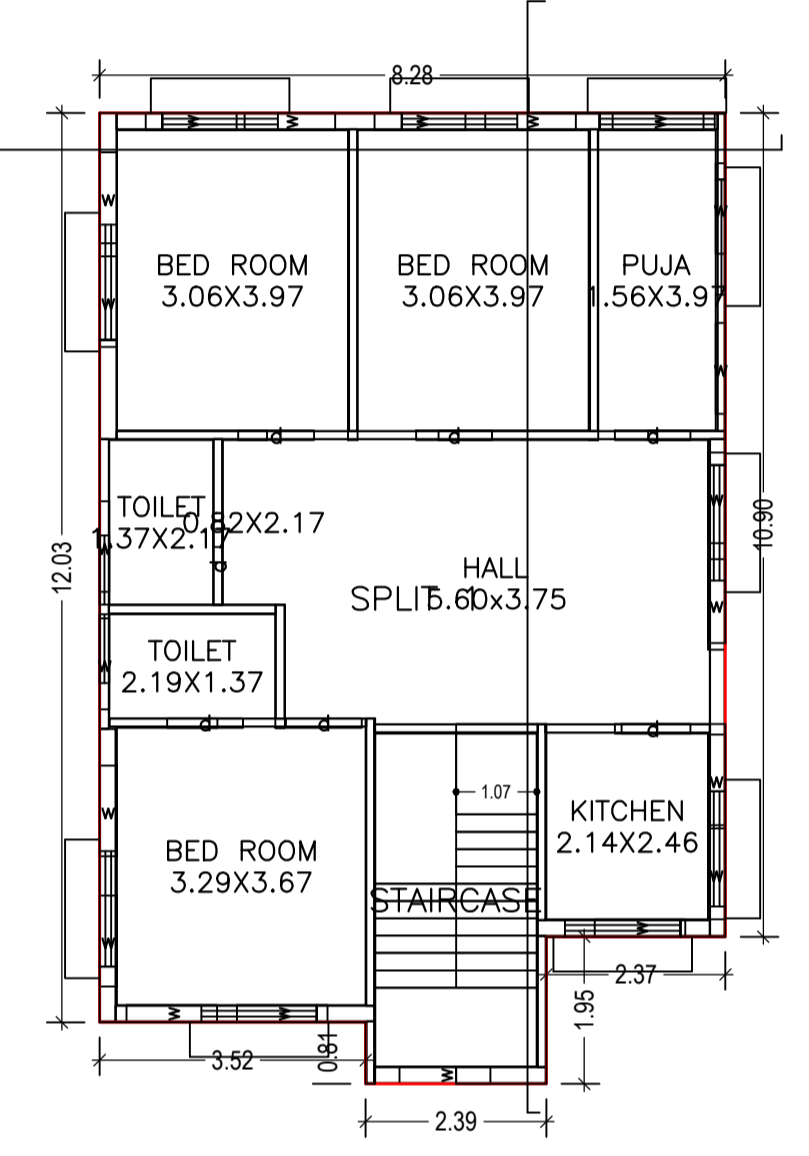 8.28
W
W
W
BED ROOM
3.06X3.97
BED ROOM
3.06X3.97
PUJA
1.56X3.97
W
W
d
d
d
TOILET
1.37X2.17
0.82X2.17
d
10.90
12.03
HALL
5.60x3.75
SPLIT 1
W
TOILET
2.19X1.37
d
d
d
W
W
1.07
KITCHEN
2.14X2.46
BED ROOM
3.29X3.67
STAIRCASE
2.37
1.95
W
3.52
0.81
W
2.39